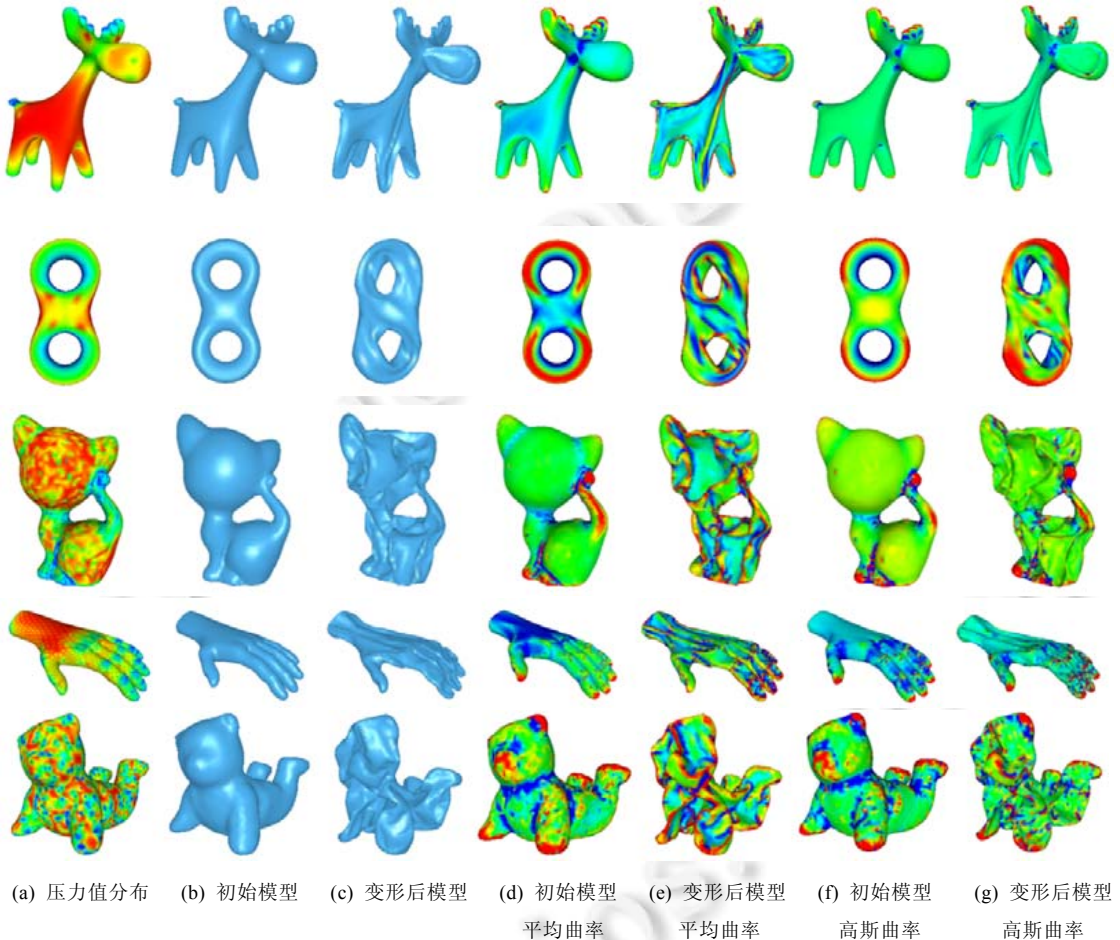 (a) 压力值分布 (b) 初始模型 (c) 变形后模型 (d) 初始模型 (e) 变形后模型 (f) 初始模型 (g) 变形后模型
平均曲率 平均曲率 高斯曲率 高斯曲率